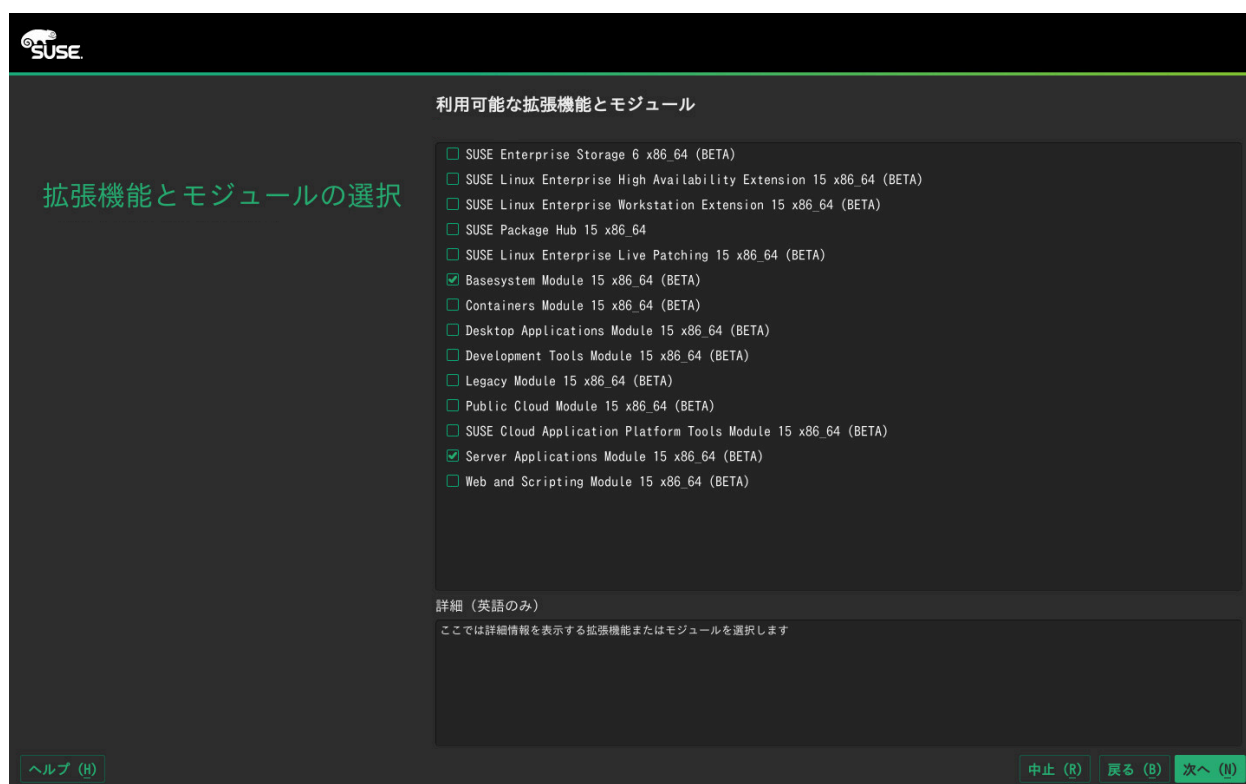 SUSE.
利用可能な拡張機能とモジュール
拡張機能とモジュールの選択
SUSE Enterprise Storage 6 x86_64 (BETA)
SUSE Linux Enterprise High Availability Extension 15 x86_64 (BETA)
SUSE Linux Enterprise Workstation Extension 15 x86_64 (BETA)
SUSE Package Hub 15 x86_64
SUSE Linux Enterprise Live Patching 15 x86_64 (BETA)
Basesystem Module 15 x86_64 (BETA)
Containers Module 15 x86_64 (BETA)
Desktop Applications Module 15 x86_64 (BETA)
Development Tools Module 15 x86_64 (BETA)
Legacy Module 15 x86_64 (BETA)
Public Cloud Module 15 x86_64 (BETA)
SUSE Cloud Application Platform Tools Module 15 x86_64 (BETA)
Server Applications Module 15 x86_64 (BETA)
Web and Scripting Module 15 x86_64 (BETA)
詳細（英語のみ）
ここでは詳細情報を表示する拡張機能またはモジュールを選択します
ヘルプ (H)
中止 (R)
戻る (B)
次へ (N)